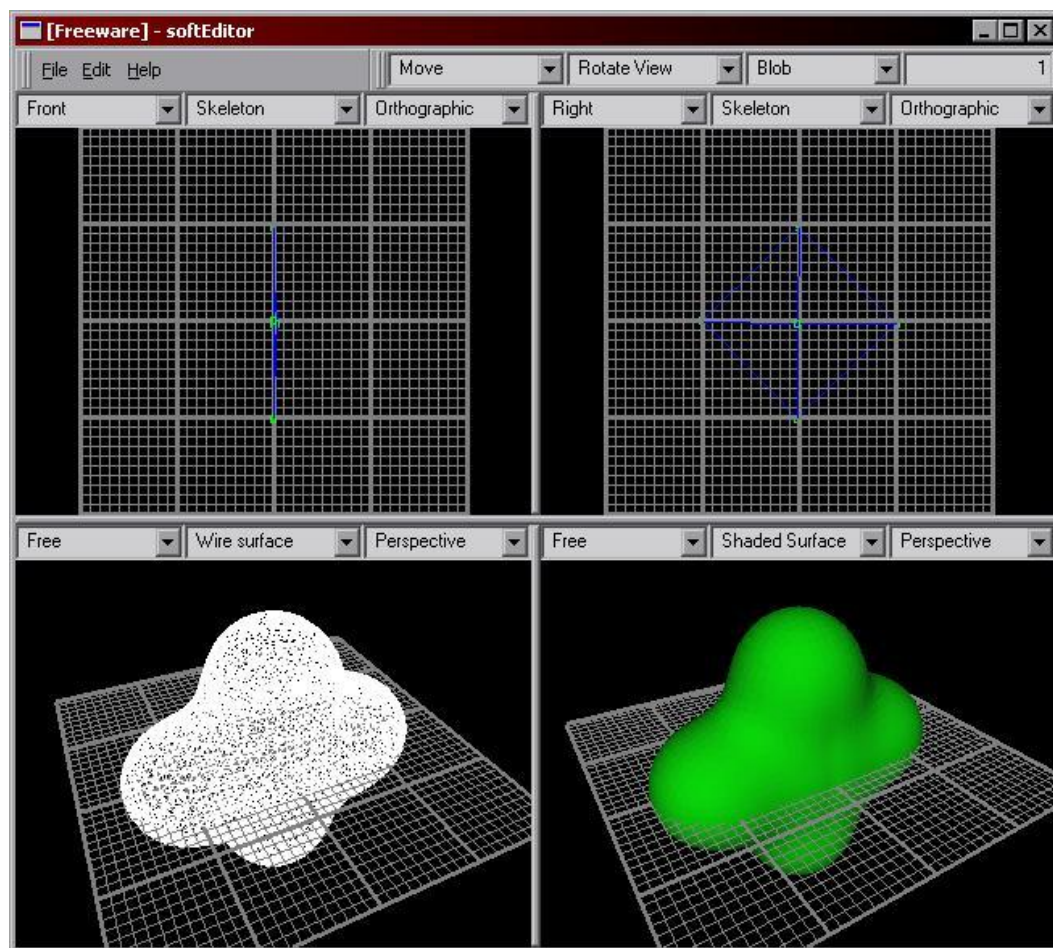 [Freeware] - softEditor
File Edit Help Move Rotate View Blob 1
Front Skeleton Orthographic Right Skeleton Orthographic
Free Wire surface Perspective Free Shaded Surface Perspective